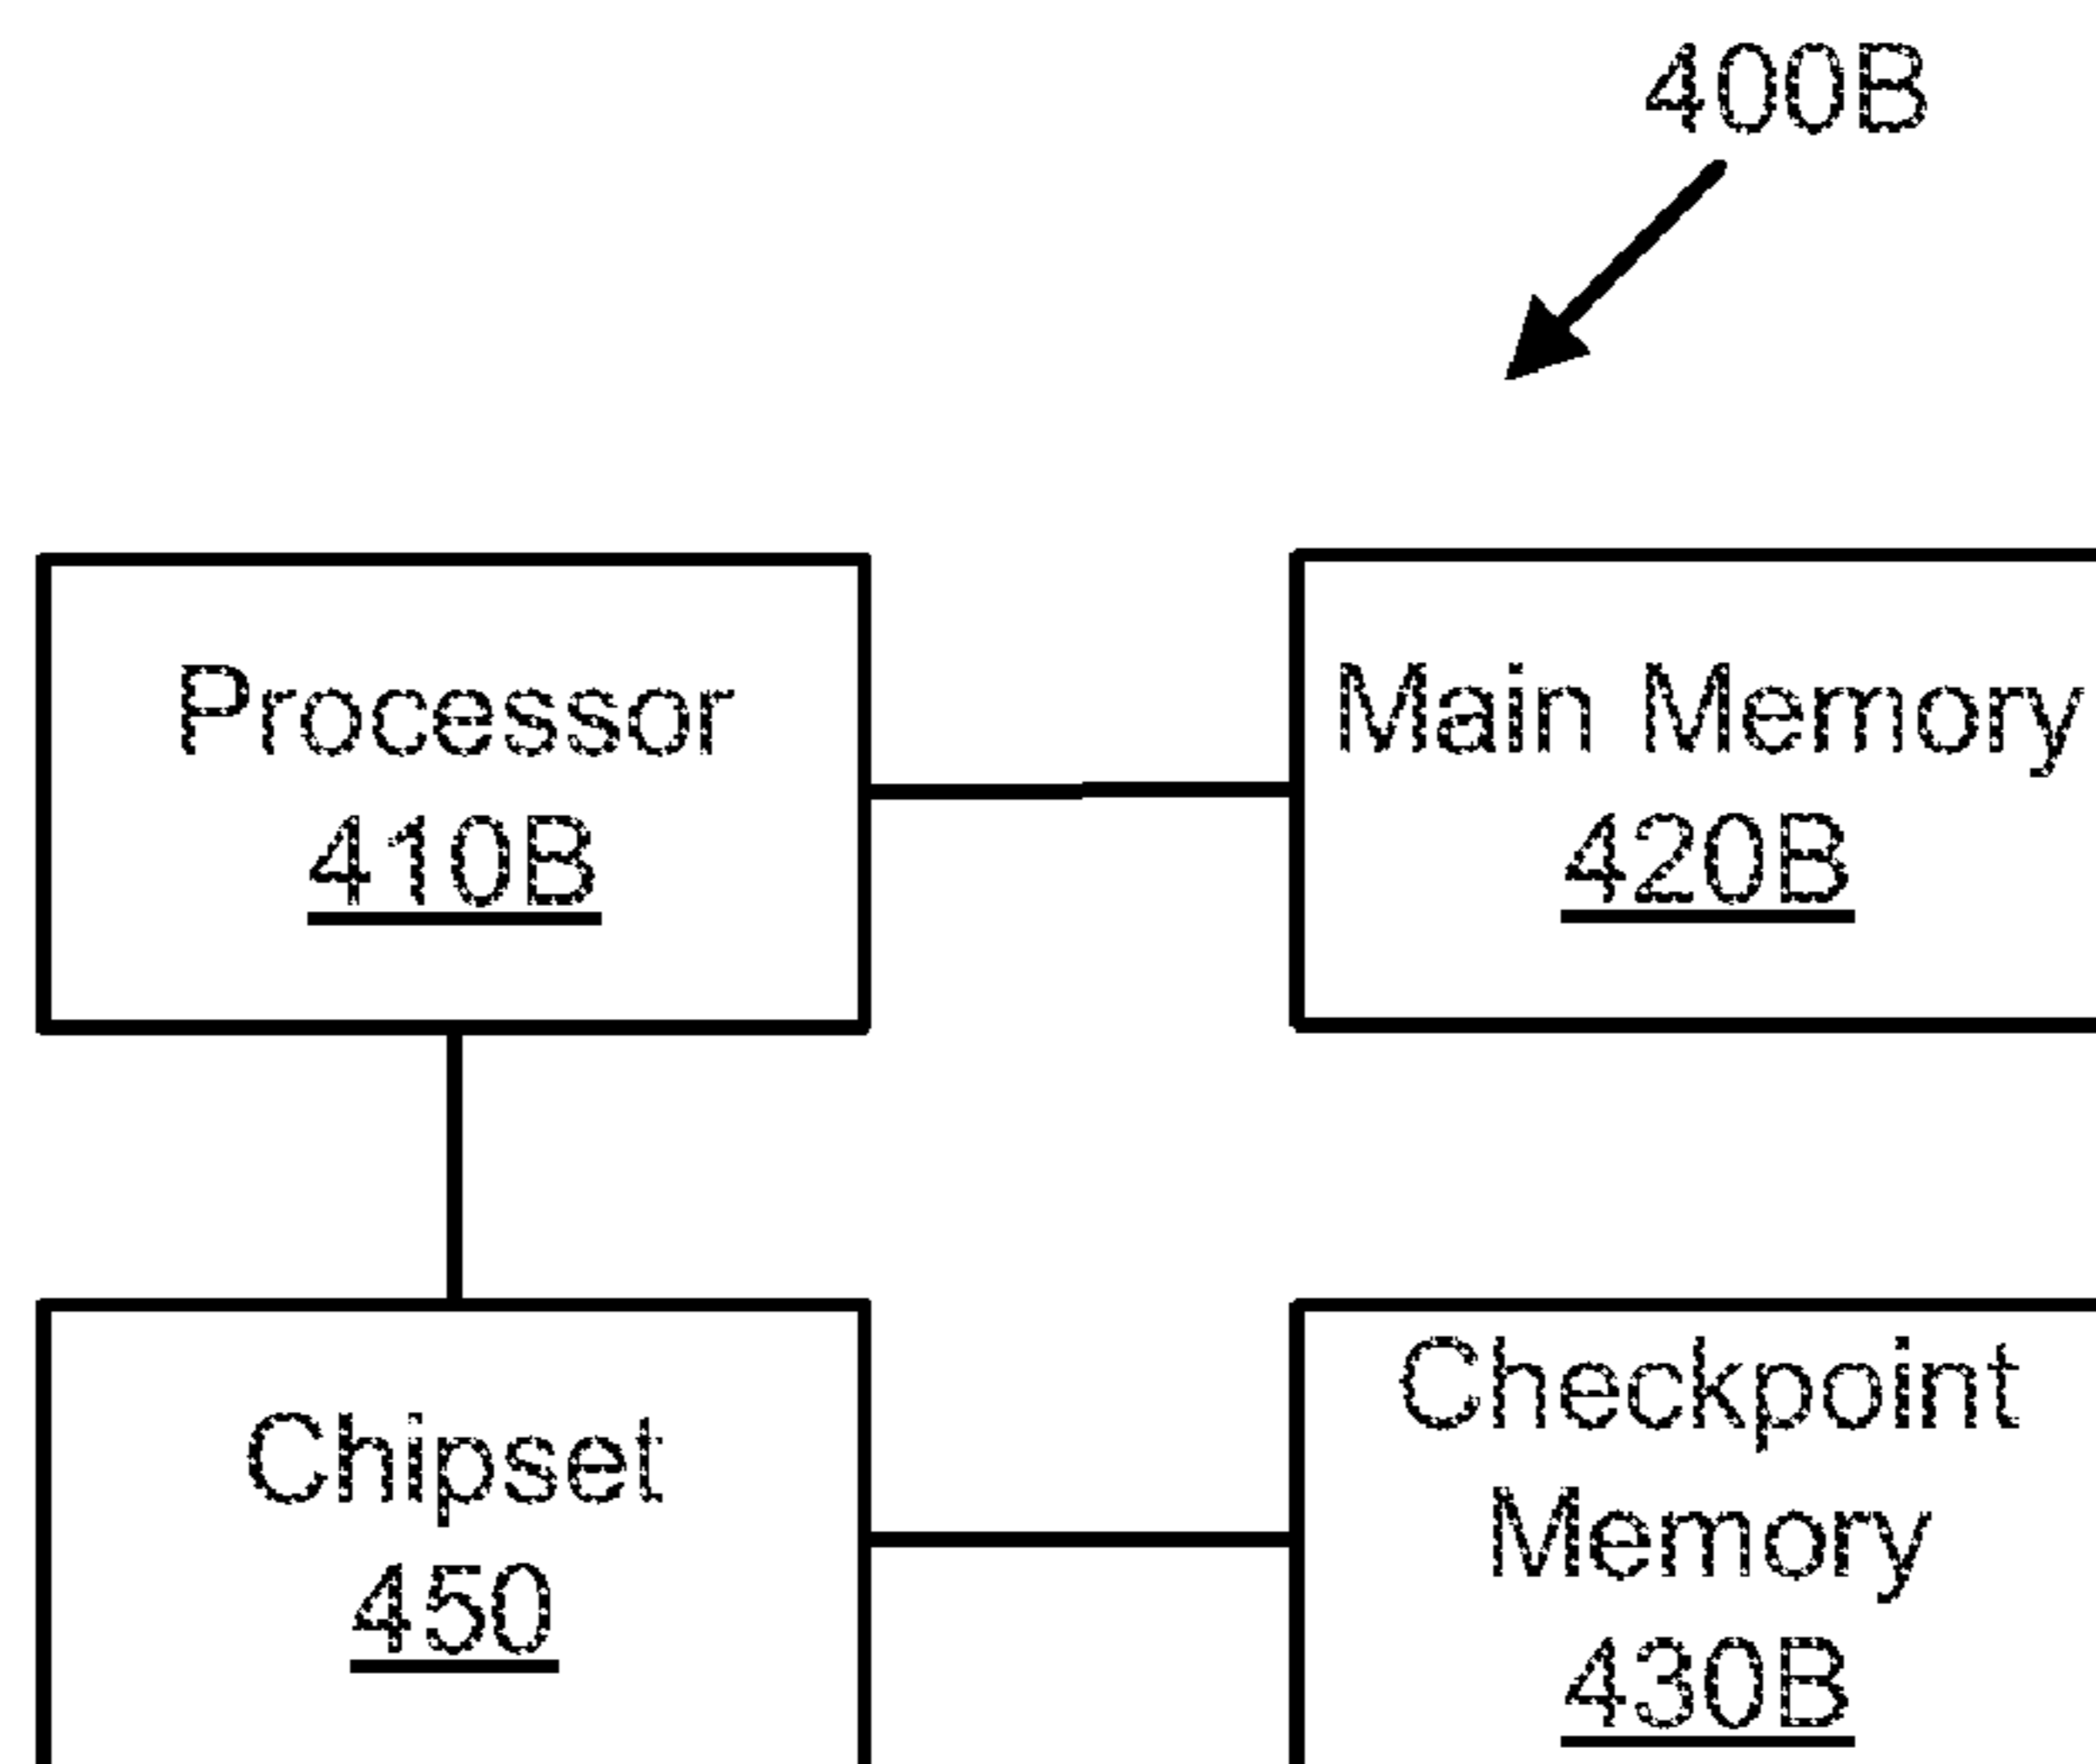 400B
Processor
410B
Main Memory
420B
Chipset
450
Checkpoint
Memory
430B